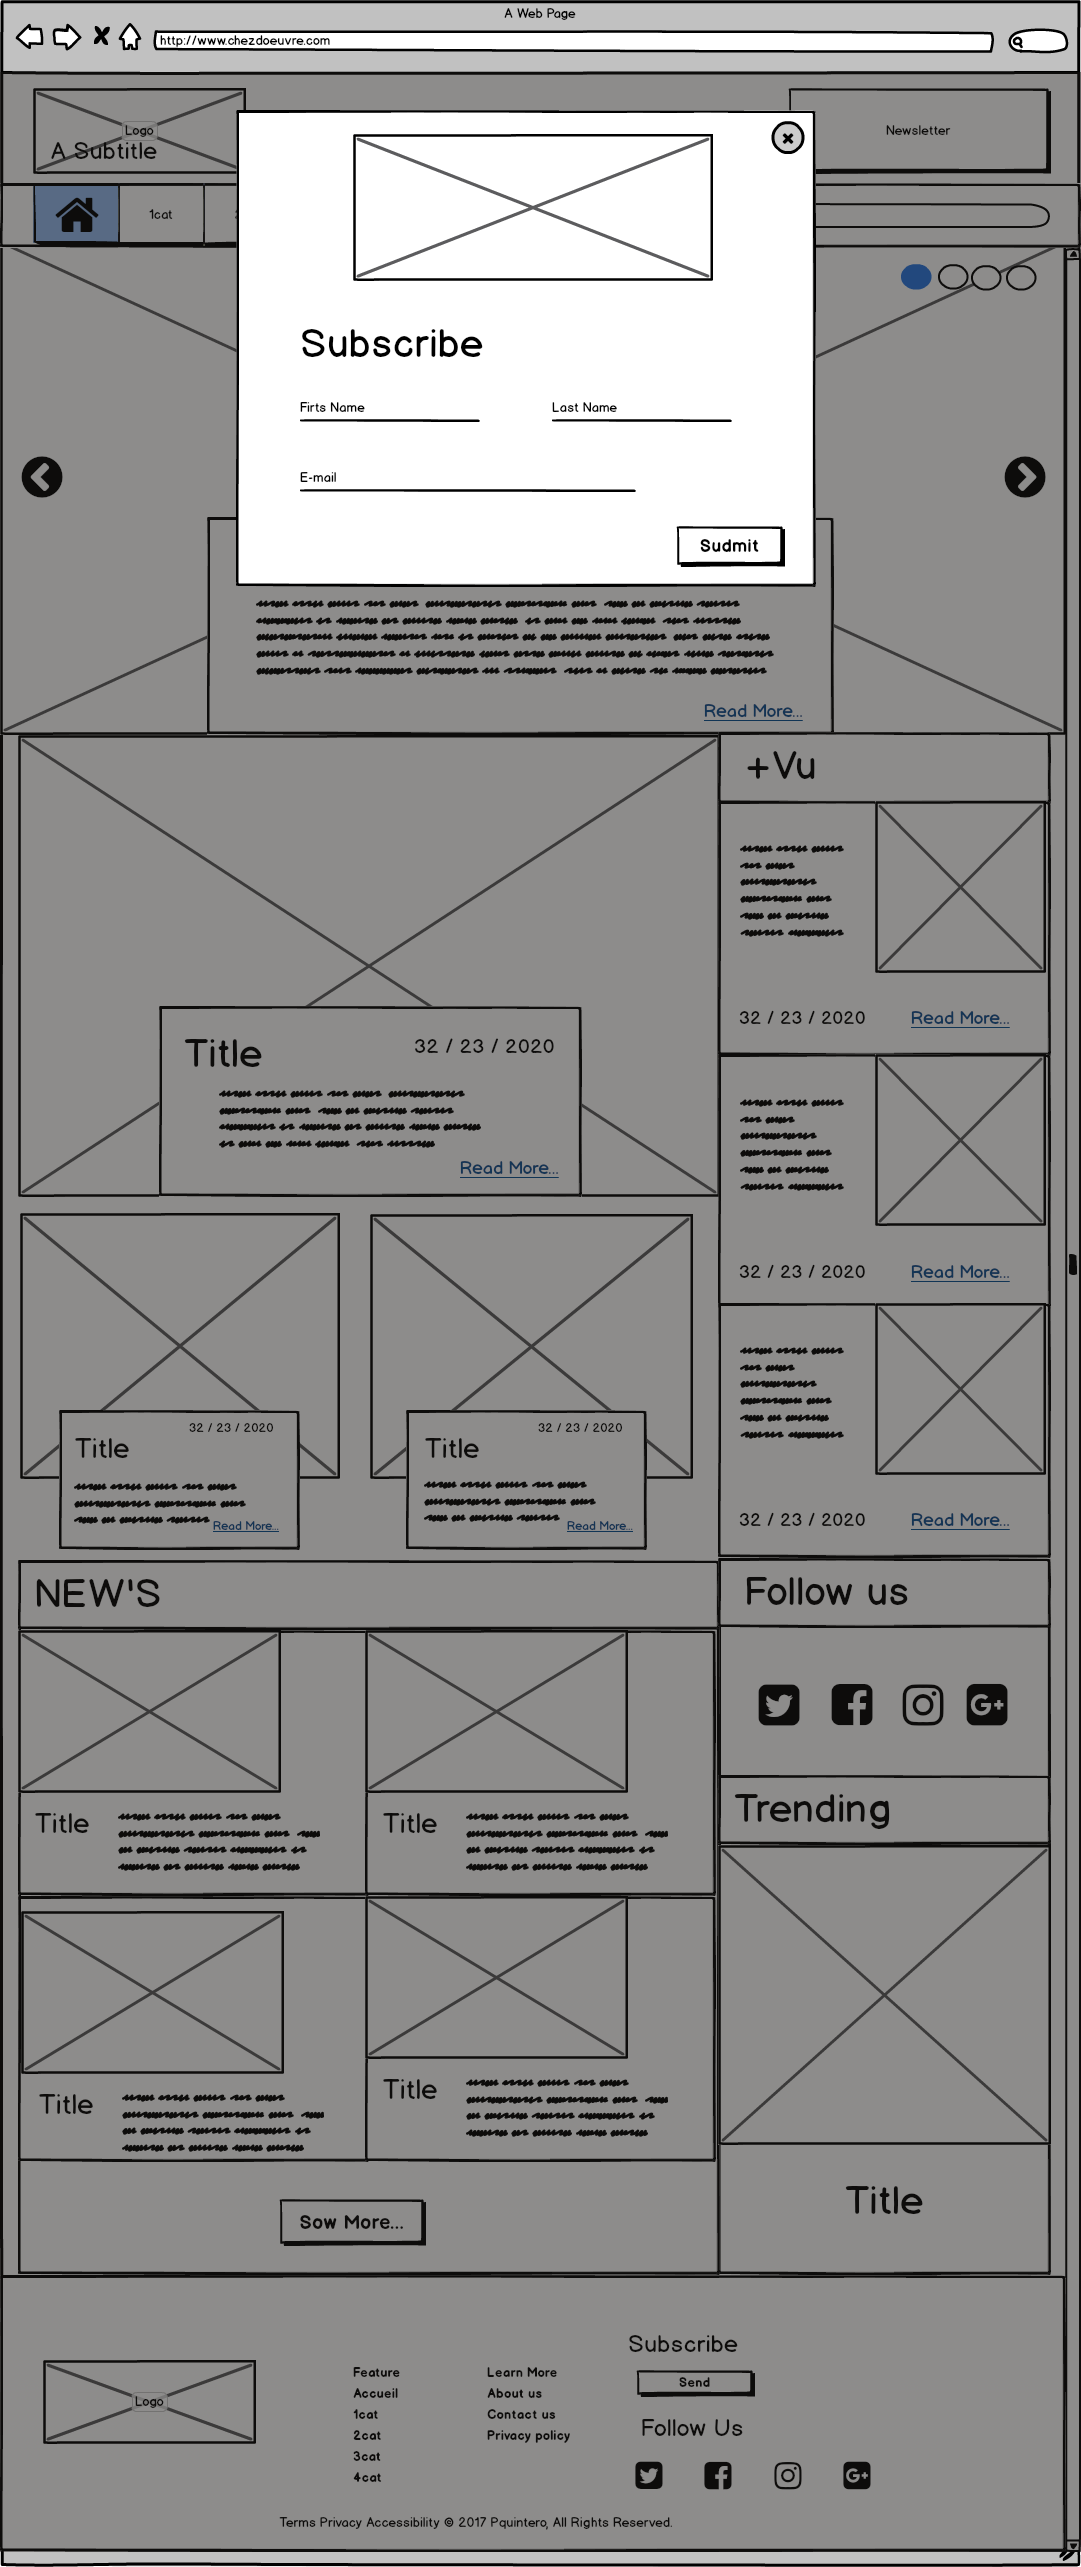 A Web Page
http://www.chezdoeuvre.com
Logo
A Subtitle
Newsletter
1cat
Subscribe
Firts Name
Last Name
E-mail
Sudmit
Read More...
+Vu
32 / 23 / 2020
Read More...
Title
32 / 23 / 2020
Read More...
32 / 23 / 2020
Read More...
32 / 23 / 2020
Title
Read More...
32 / 23 / 2020
Title
Read More...
32 / 23 / 2020
Read More...
NEW'S
Title
Title
Title
Title
Sow More...
Follow us
Trending
Title
Logo
Feature
Accueil
1cat
2cat
3cat
4cat
Learn More
About us
Contact us
Privacy policy
Subscribe
Send
Follow Us
Terms Privacy Accessibility © 2017 Pquintero, All Rights Reserved.